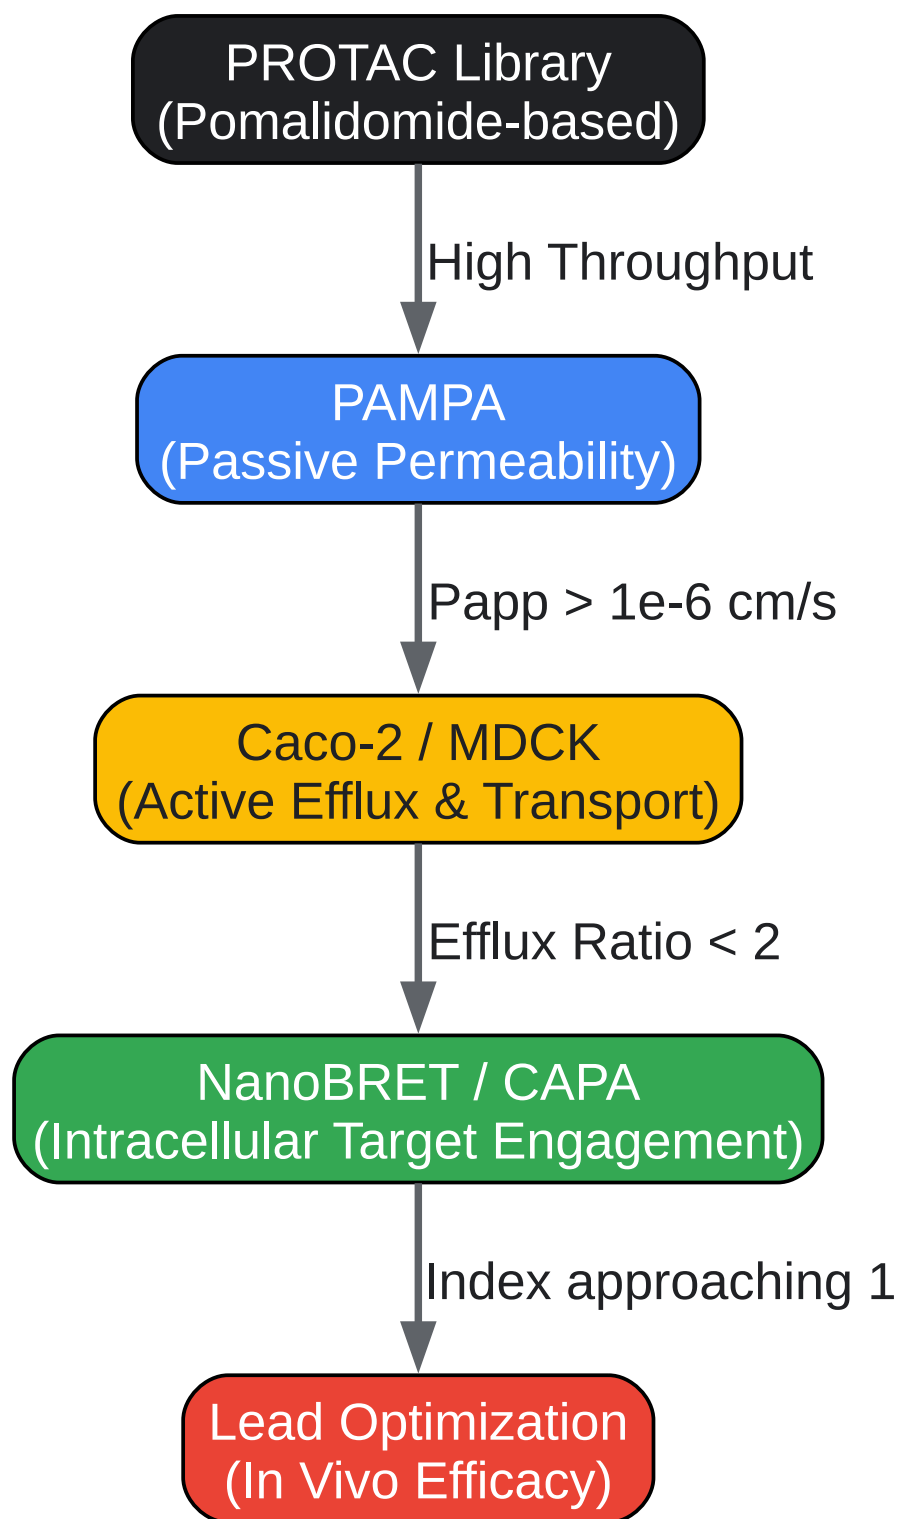 PROTAC Library
(Pomalidomide-based)
High Throughput
PAMPA
(Passive Permeability)
Papp > 1e-6 cm/s
Caco-2 / MDCK
(Active Efflux & Transport)
Efflux Ratio < 2
NanoBRET / CAPA
(Intracellular Target Engagement)
Index approaching 1
Lead Optimization
(In Vivo Efficacy)